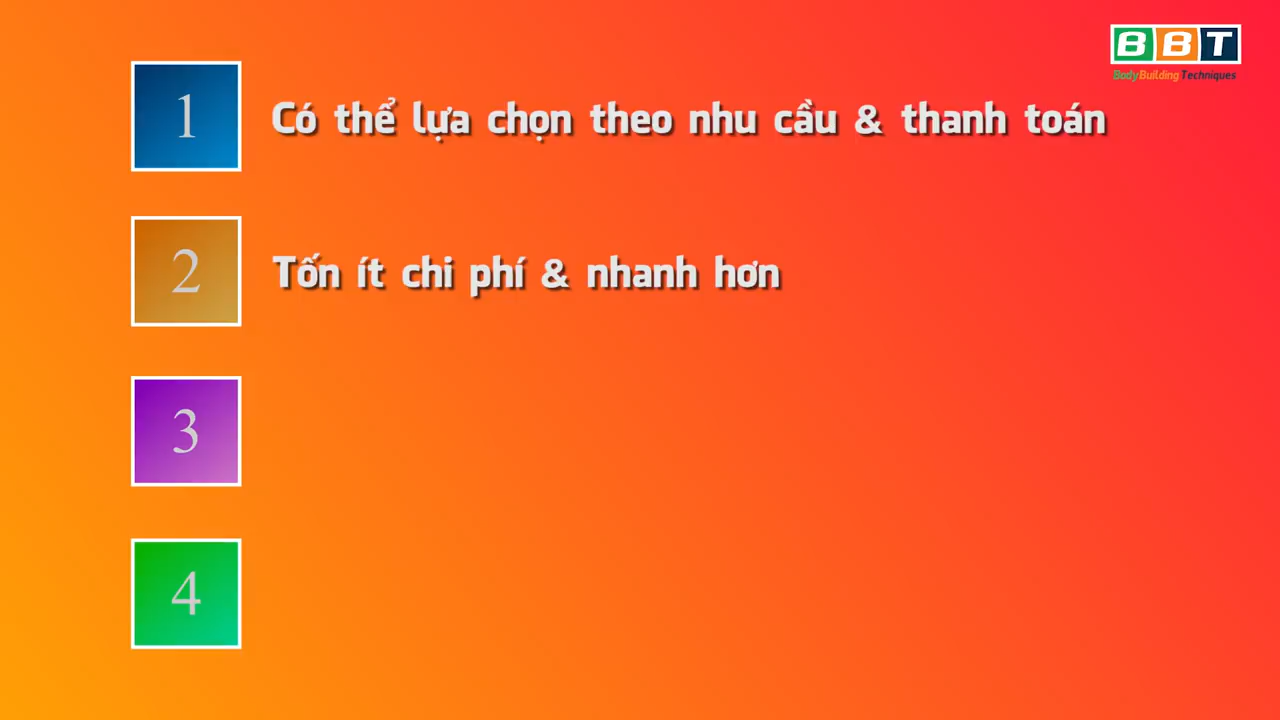 BBT
BodyBuildingTechniques
1
Có thể lựa chọn theo nhu cầu & thanh toán
2
Tốn ít chi phí & nhanh hơn
3
4